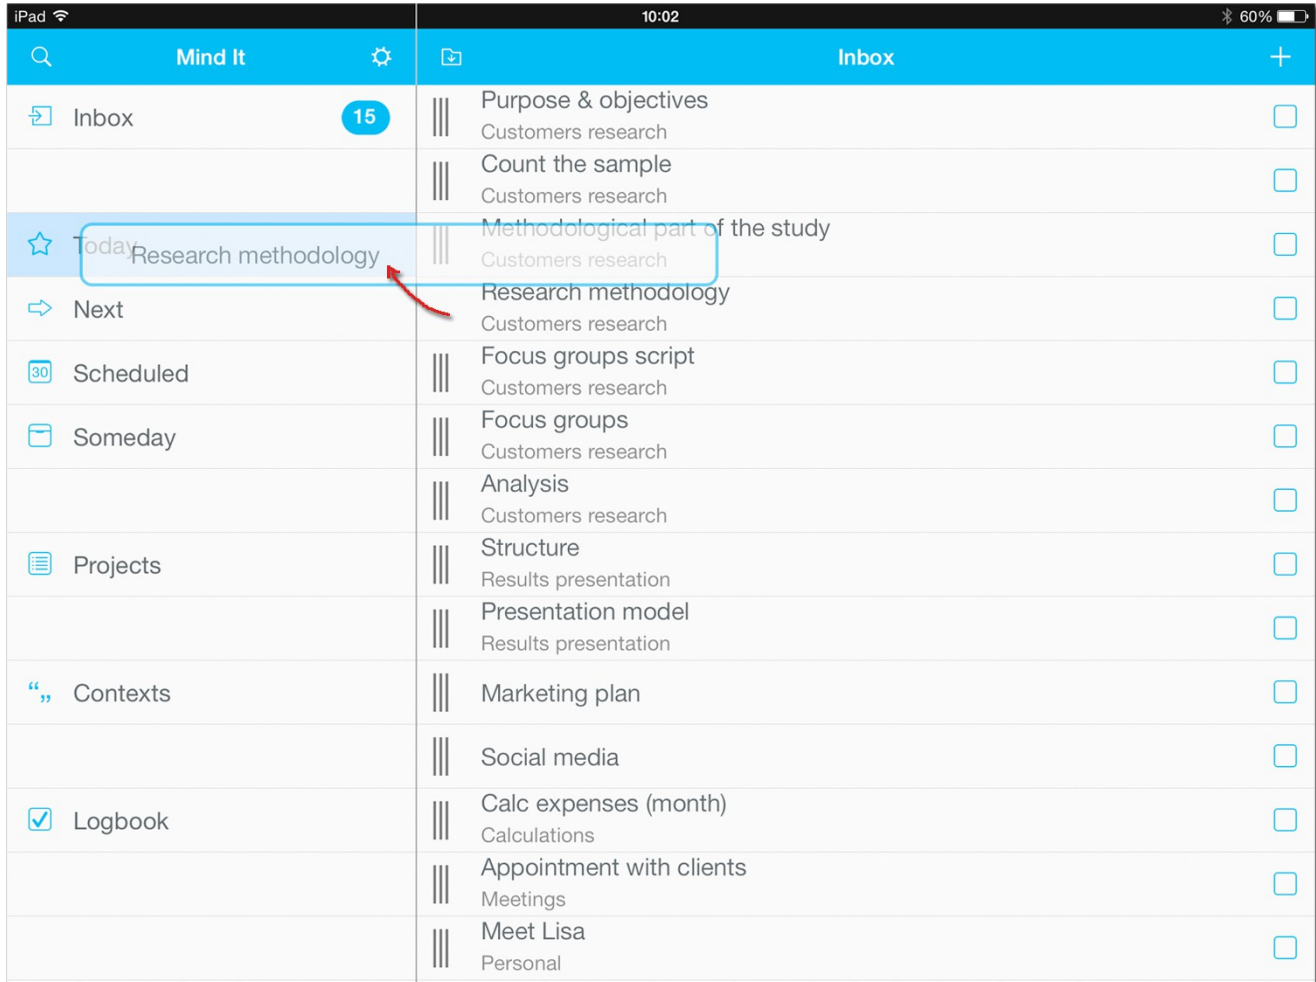 iPad 10:02 60%
Mind It
Inbox 15
Today
Research methodology
Next
30 Scheduled
Someday
Projects
“„ Contexts
Logbook
Inbox
Purpose & objectives
Customers research
Count the sample
Customers research
Methodological part of the study
Customers research
Research methodology
Customers research
Focus groups script
Customers research
Focus groups
Customers research
Analysis
Customers research
Structure
Results presentation
Presentation model
Results presentation
Marketing plan
Social media
Calc expenses (month)
Calculations
Appointment with clients
Meetings
Meet Lisa
Personal